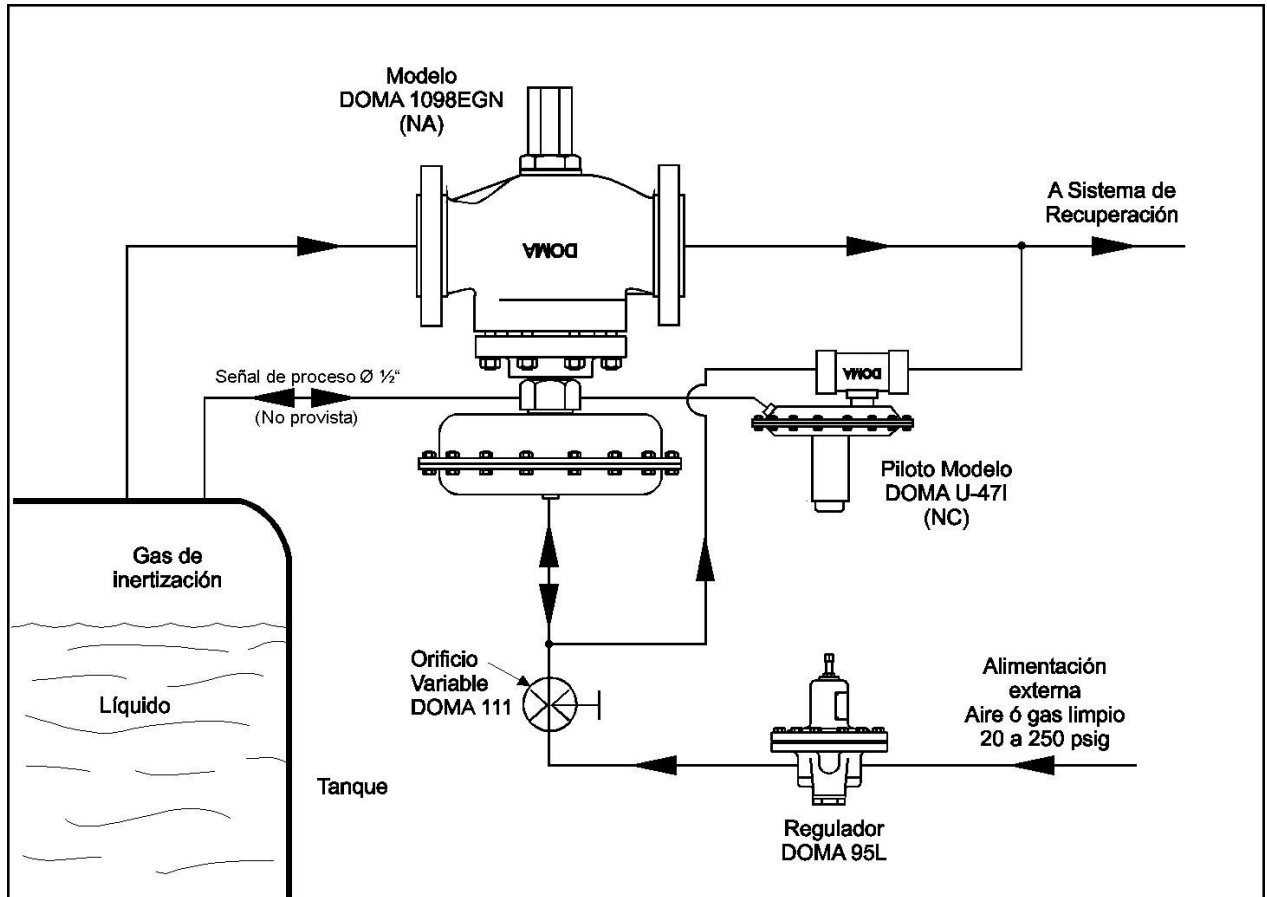 Modelo
DOMA 1098EGN
(NA)
A Sistema de
Recuperación
DOMA
Señal de proceso Ø ½"
(No provista)
DOMA
Piloto Modelo
DOMA U-47I
(NC)
Gas de
inertización
Orificio
Variable
DOMA 111
Alimentación
externa
Aire ó gas limpio
20 a 250 psig
Líquido
Tanque
Regulador
DOMA 95L